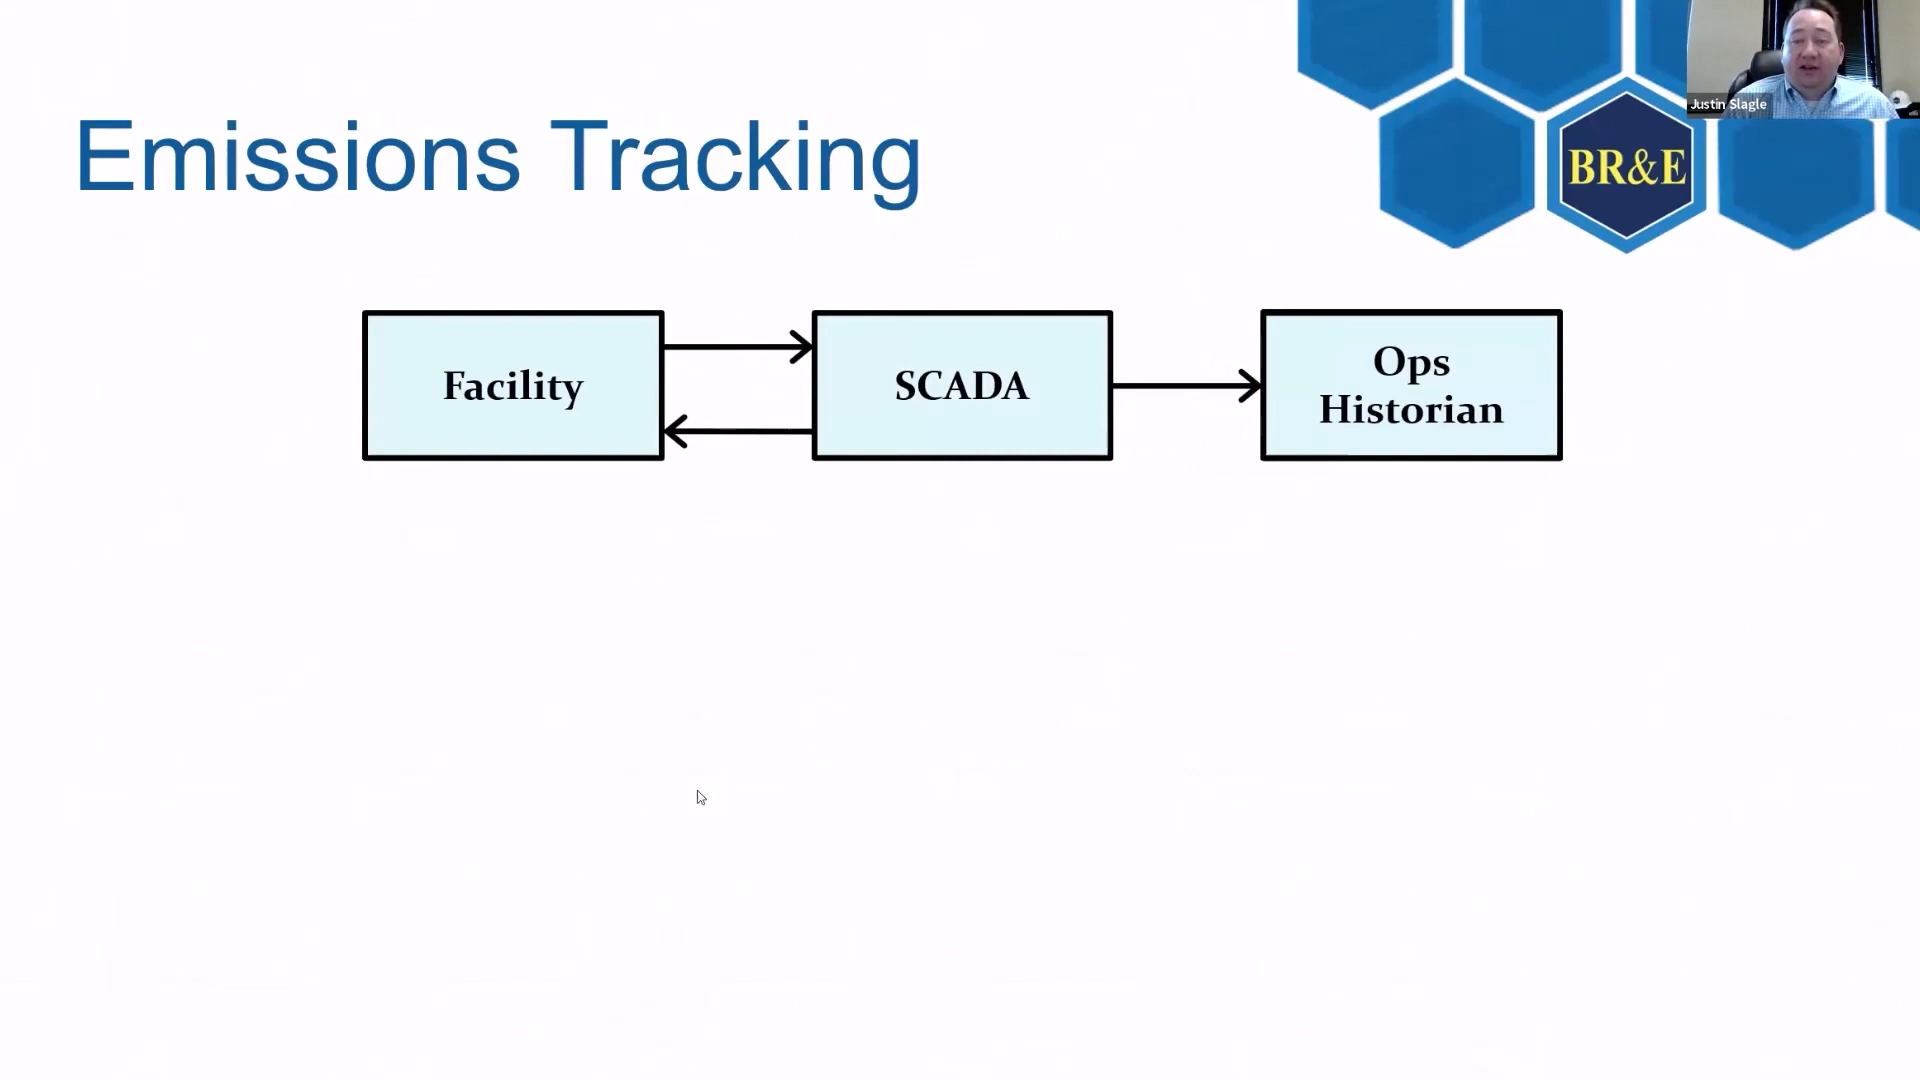 Emissions Tracking
BR&E
Justin Slagle
Facility
SCADA
Ops
Historian